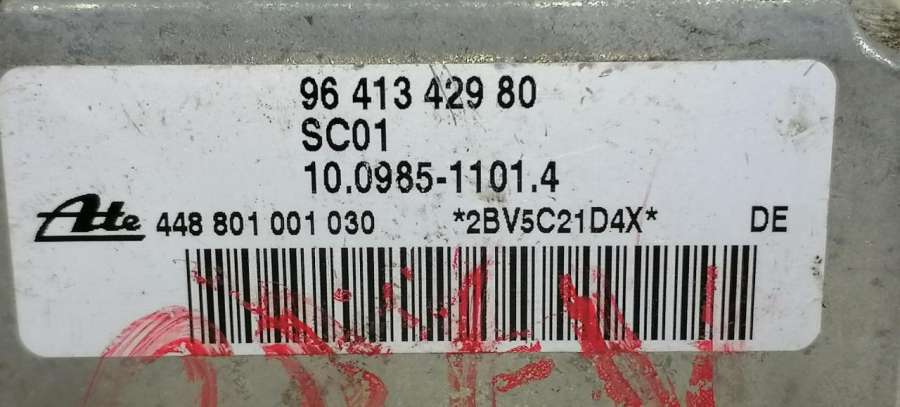 96 413 429 80
SC01
10.0985-1101.4
Ate 448 801 001 030 *2BV5C21D4X* DE